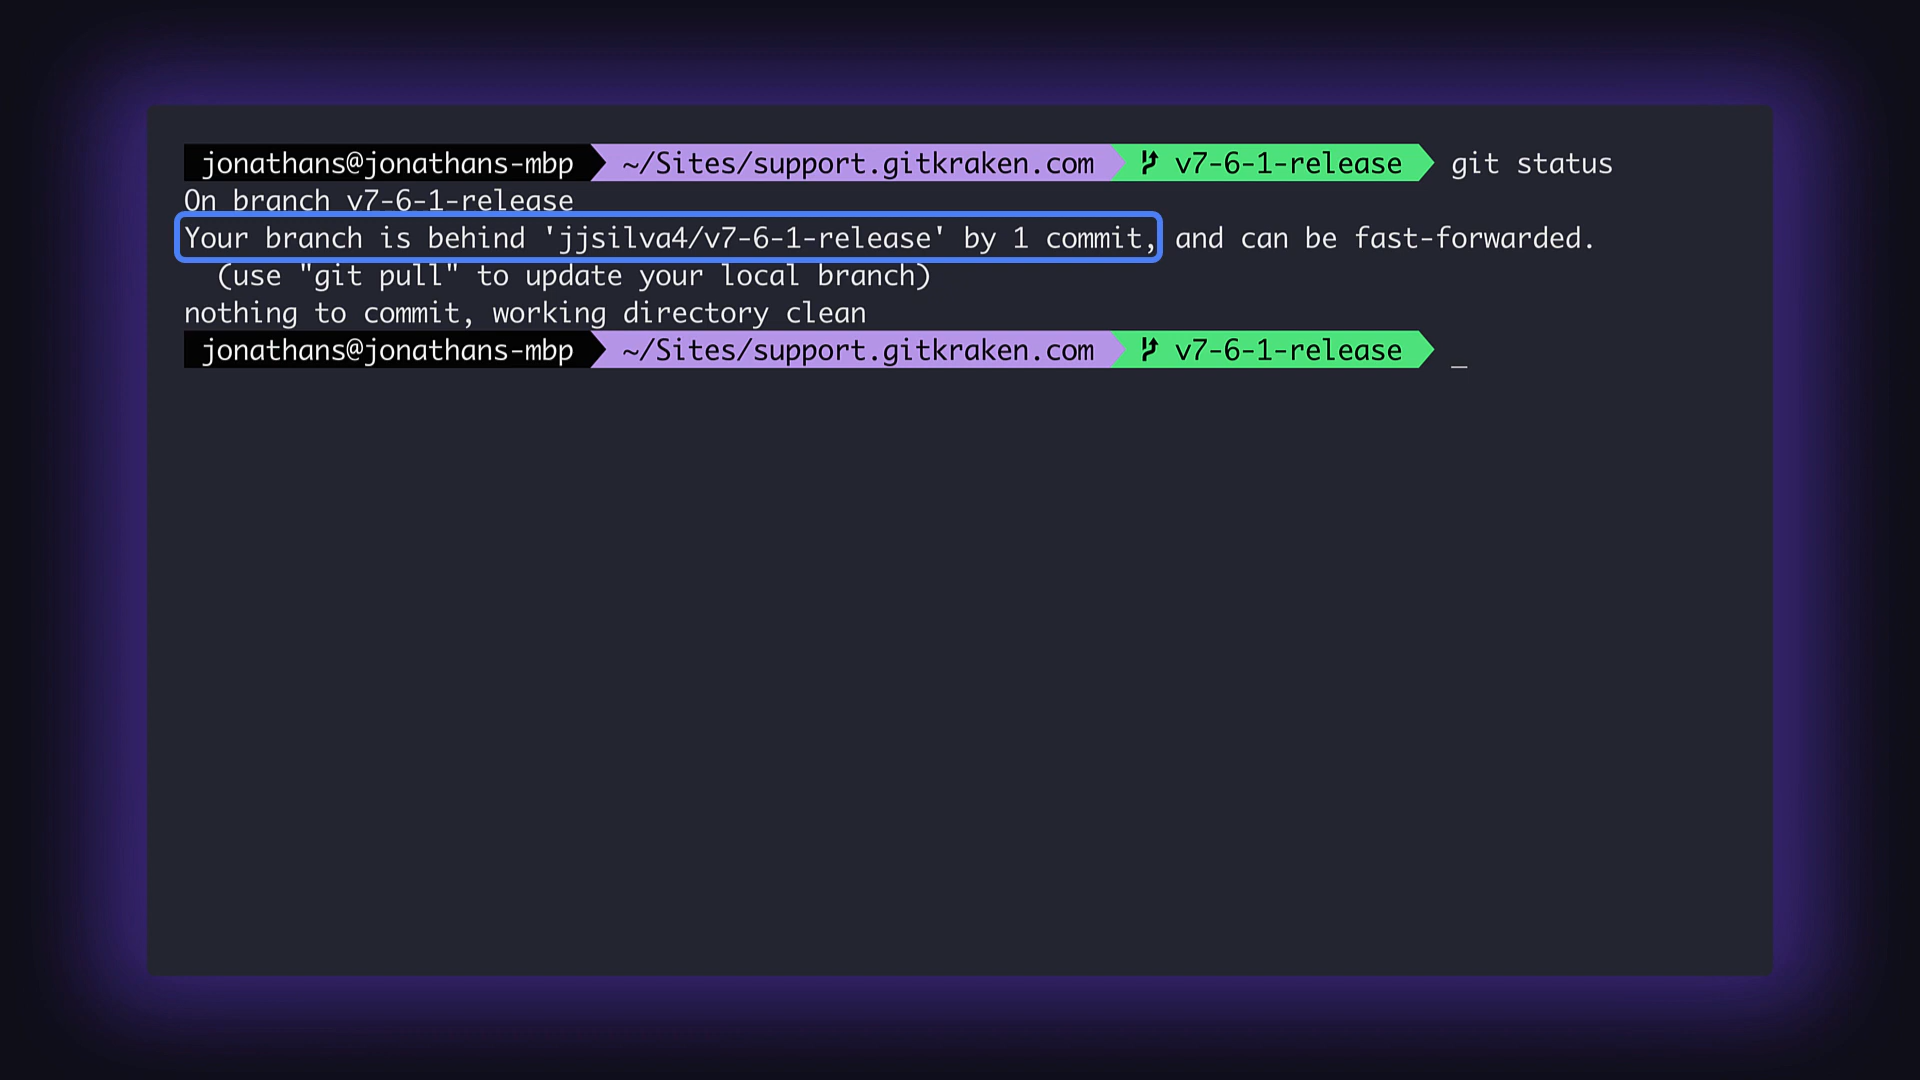 jonathans@jonathans-mbp ~/Sites/support.gitkraken.com v7-6-1-release git status
On branch v7-6-1-release
Your branch is behind 'jjsilva4/v7-6-1-release' by 1 commit, and can be fast-forwarded.
(use "git pull" to update your local branch)
nothing to commit, working directory clean
jonathans@jonathans-mbp ~/Sites/support.gitkraken.com v7-6-1-release _